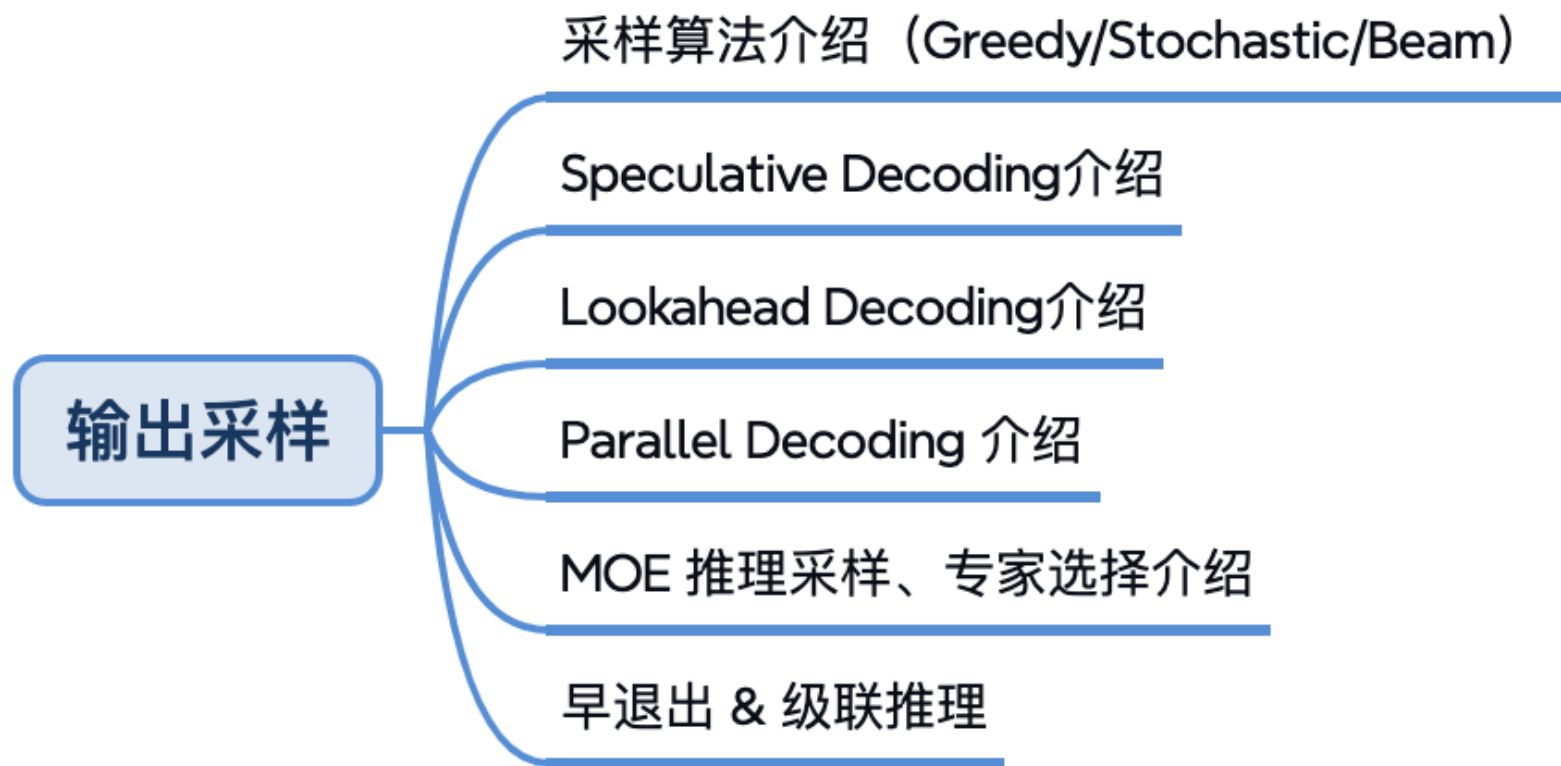 采样算法介绍（Greedy/Stochastic/Beam）
Speculative Decoding介绍
Lookahead Decoding介绍
输出采样
Parallel Decoding 介绍
MOE 推理采样、专家选择介绍
早退出 & 级联推理